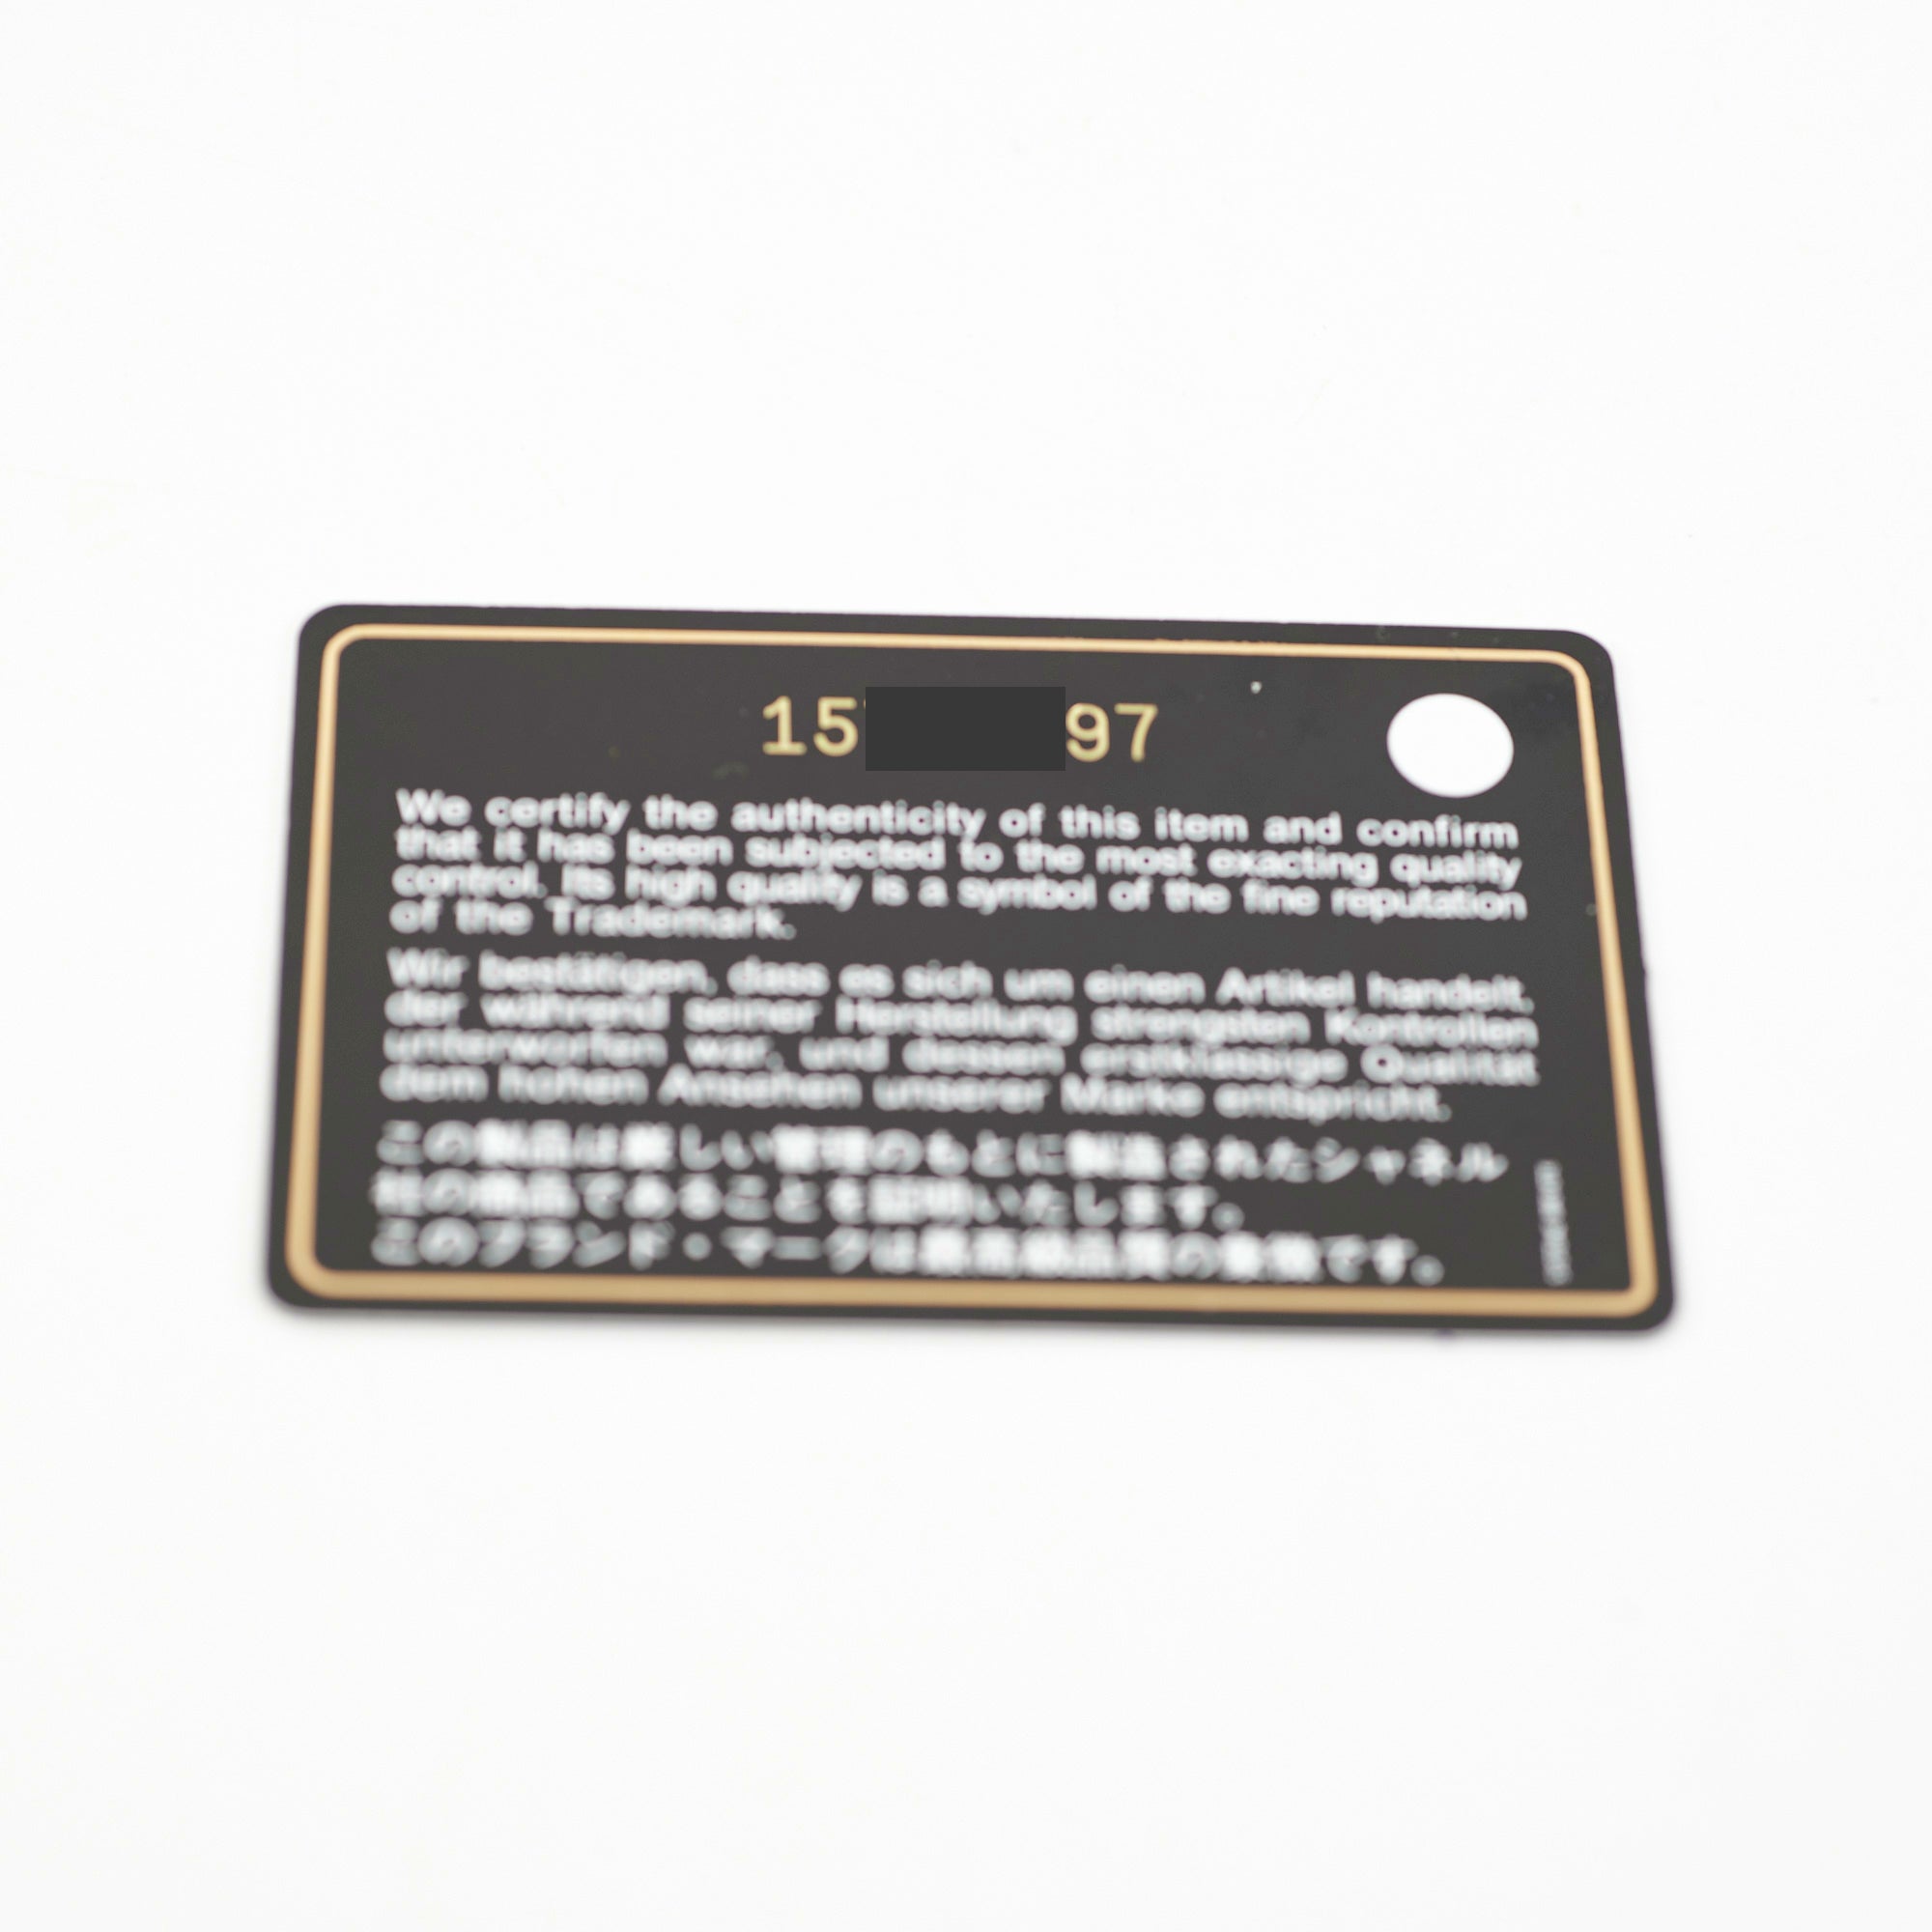 15 97
We certify the authenticity of this item and confirm
that it has been subjected to the most exacting quality
control. Its high quality is a symbol of the fine reputation
of the Trademark.
Wir bestätigen, dass es sich um einen Artikel handelt,
der während seiner Herstellung strengsten Kontrollen
unterworfen war, und dessen erstklassige Qualität
dem hohen Ansehen unserer Marke entspricht.
この製品は厳しい管理のもとに製造されたシャネル
社の商品であることを証明いたします。
このブランド・マークは最高級品質の象徴です。